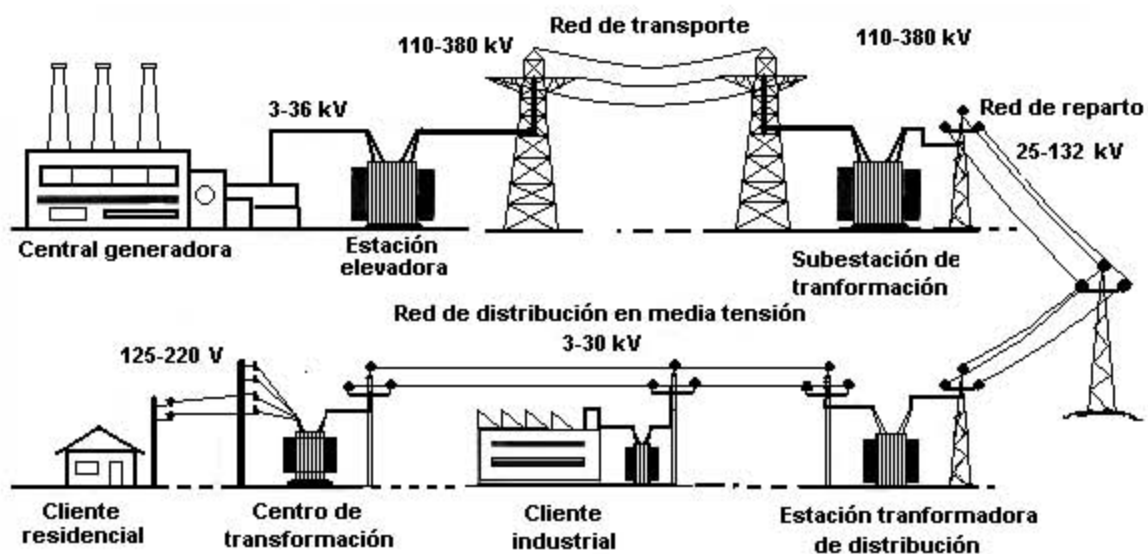 Red de transporte
110-380 kV
110-380 kV
3-36 kV
Red de reparto
25-132 kV
Central generadora
Estación
elevadora
Subestación de
tranformación
Red de distribución en media tensión
3-30 kV
125-220 V
Cliente
residencial
Centro de
transformación
Cliente
industrial
Estación tranformadora
de distribución